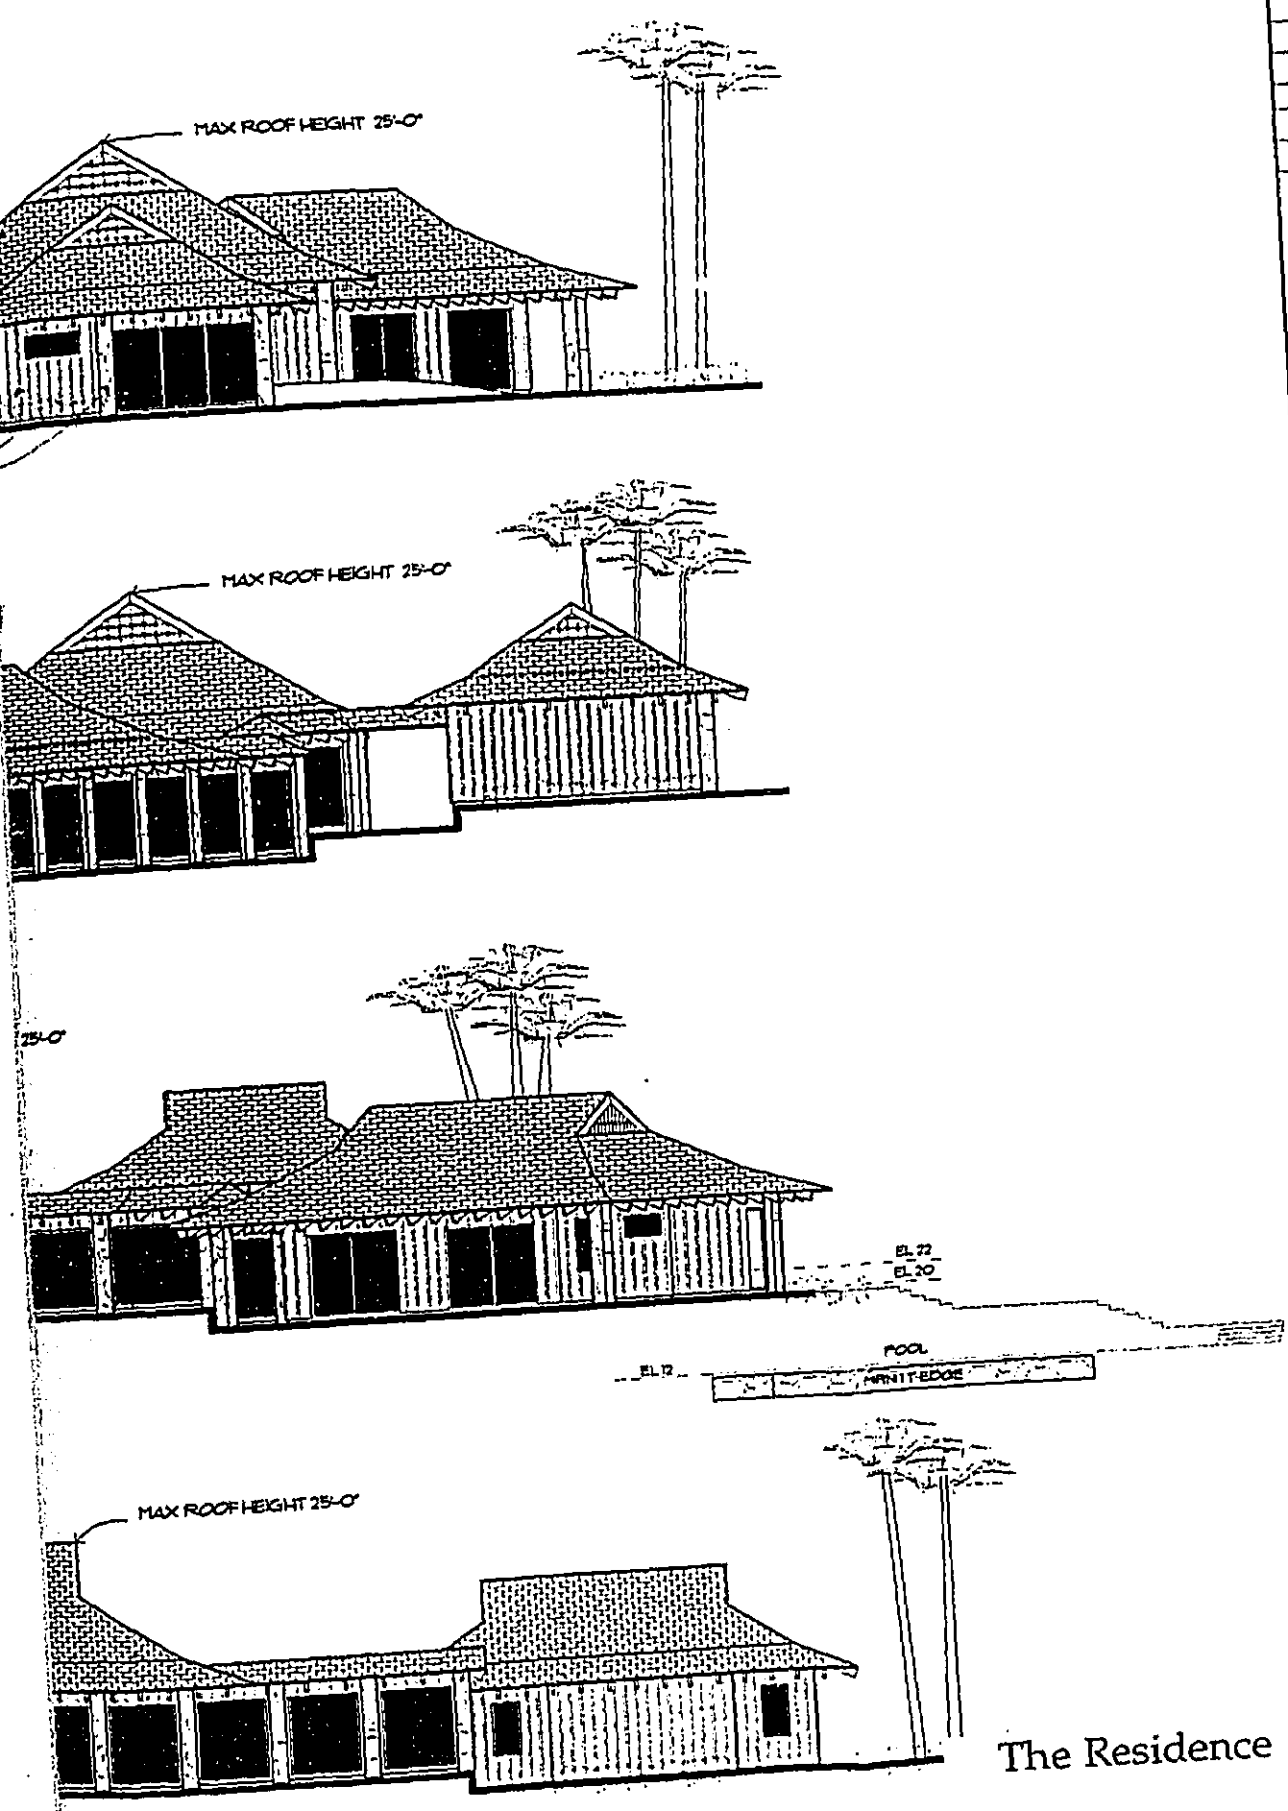 MAX ROOF HEIGHT 25'-0"
MAX ROOF HEIGHT 25'-0"
25'-0"
EL 22
EL 20
POOL
EL 12
MAX ROOF HEIGHT 25'-0"
The Residence